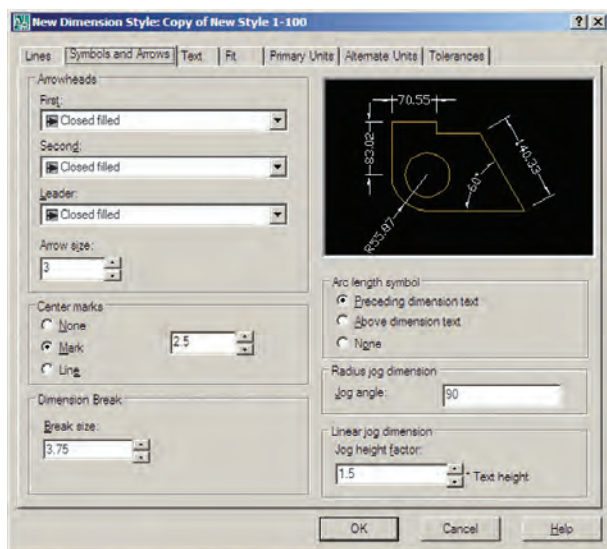 New Dimension Style: Copy of New Style 1-100
Lines
Symbols and Arrows
Text
Fit
Primary Units
Alternate Units
Tolerances
Arrowheads
First:
Closed filled
Second:
Closed filled
Leader:
Closed filled
Arrow size:
3
Center marks
None
Mark
Line
2.5
Dimension Break
Break size:
3.75
70.55
83.02
140.33
60°
R55.87
Arc length symbol
Preceding dimension text
Above dimension text
None
Radius jog dimension
Jog angle:
90
Linear jog dimension
Jog height factor:
1.5
* Text height
OK
Cancel
Help